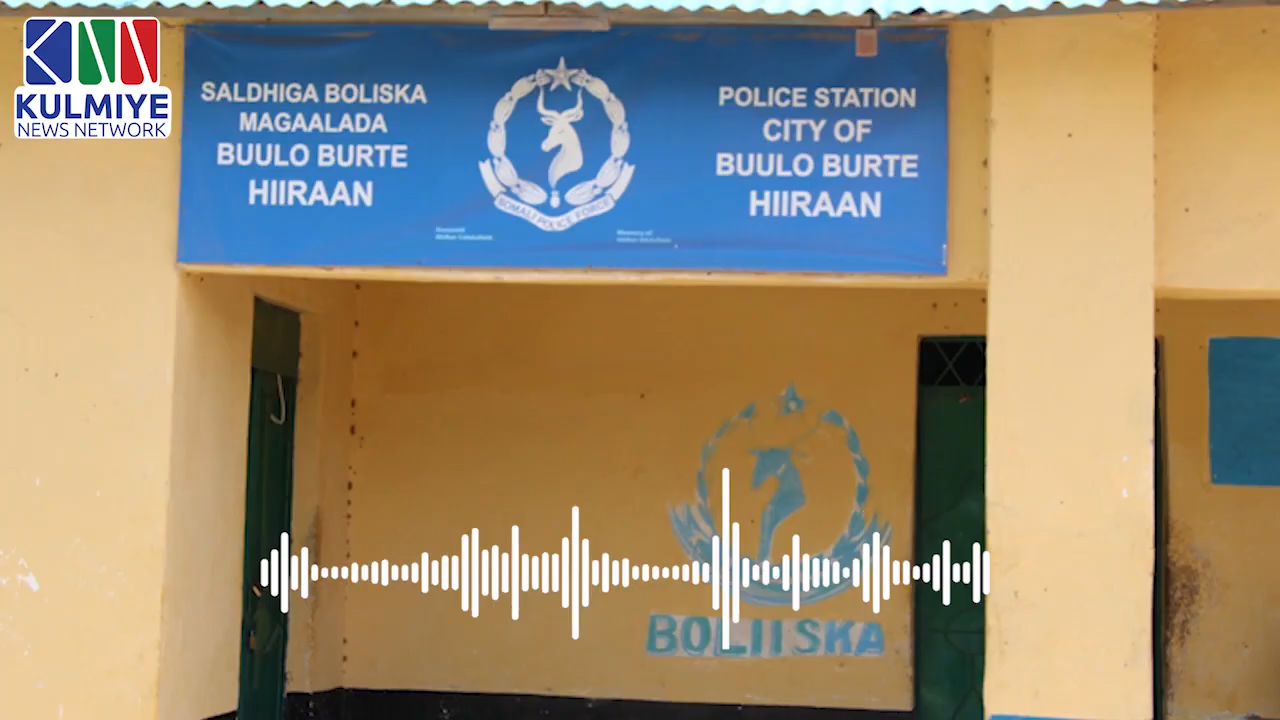 KNN
KULMIYE
NEWS NETWORK
SALDHIGA BOLISKA
MAGAALADA
BUULO BURTE
HIIRAAN
SOMALI POLICE FORCE
POLICE STATION
CITY OF
BUULO BURTE
HIIRAAN
BOLIISKA